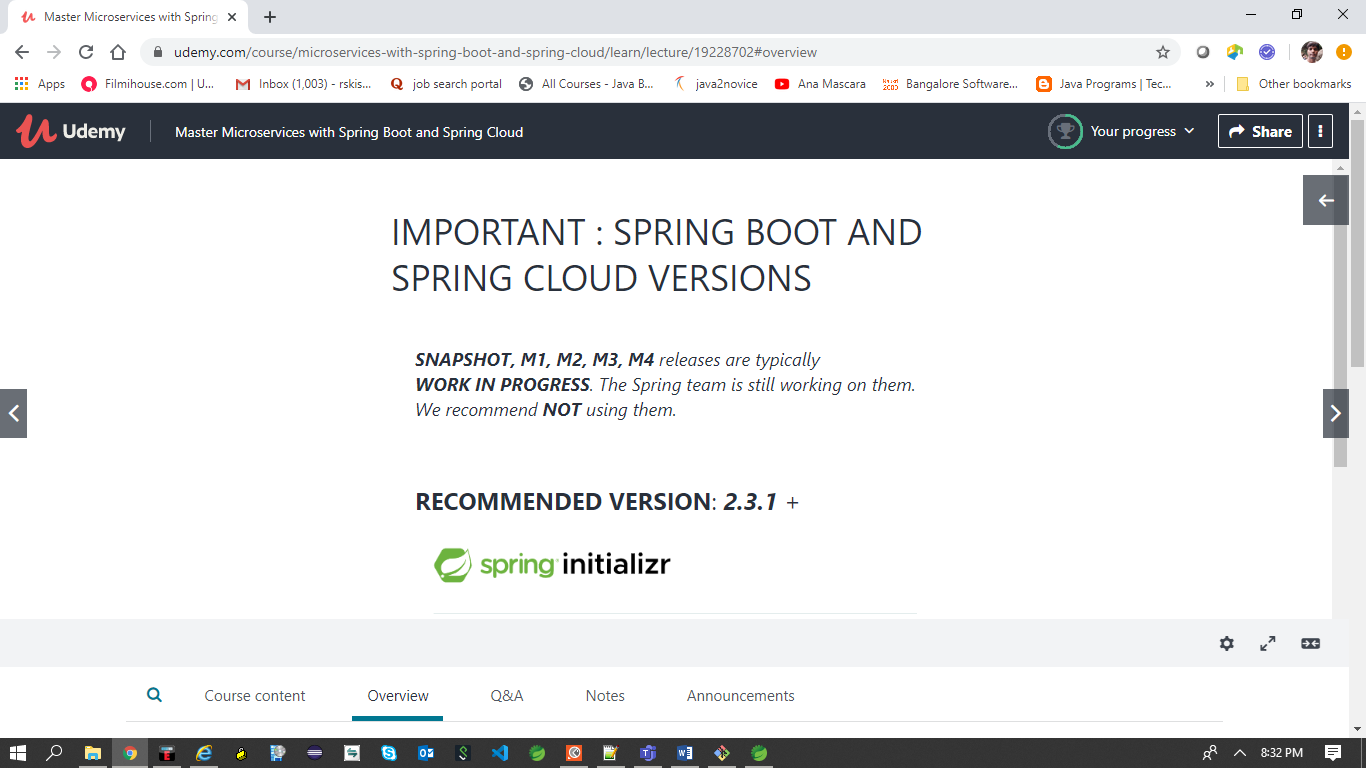 Master Microservices with Spring
udemy.com/course/microservices-with-spring-boot-and-spring-cloud/learn/lecture/19228702#overview
Apps
Filmihouse.com | U...
Inbox (1,003) - rskis...
job search portal
All Courses - Java B...
java2novice
Ana Mascara
Bangalore Software...
Java Programs | Tec...
»
Other bookmarks
Udemy
Master Microservices with Spring Boot and Spring Cloud
Your progress
Share
IMPORTANT : SPRING BOOT AND
SPRING CLOUD VERSIONS
SNAPSHOT, M1, M2, M3, M4 releases are typically
WORK IN PROGRESS. The Spring team is still working on them.
We recommend NOT using them.
RECOMMENDED VERSION: 2.3.1 +
spring initializr
Course content
Overview
Q&A
Notes
Announcements
8:32 PM